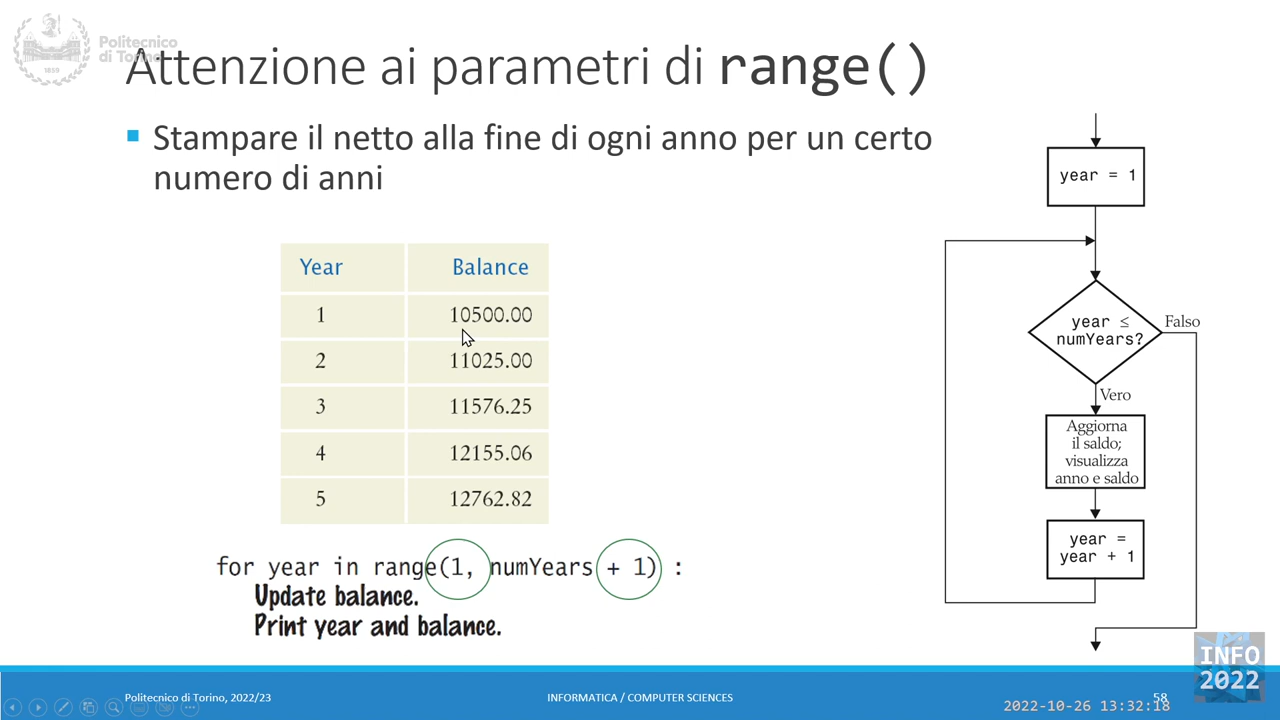 Politecnico
di Torino
1859
Attenzione ai parametri di range()
Stampare il netto alla fine di ogni anno per un certo
numero di anni
Year Balance
1 10500.00
2 11025.00
3 11576.25
4 12155.06
5 12762.82
for year in range(1, numYears + 1) :
Update balance.
Print year and balance.
year = 1
year ≤
numYears?
Falso
Vero
Aggiorna
il saldo;
visualizza
anno e saldo
year =
year + 1
Politecnico di Torino, 2022/23
INFORMATICA / COMPUTER SCIENCES
58
INFO
2022
2022-10-26 13:32:18